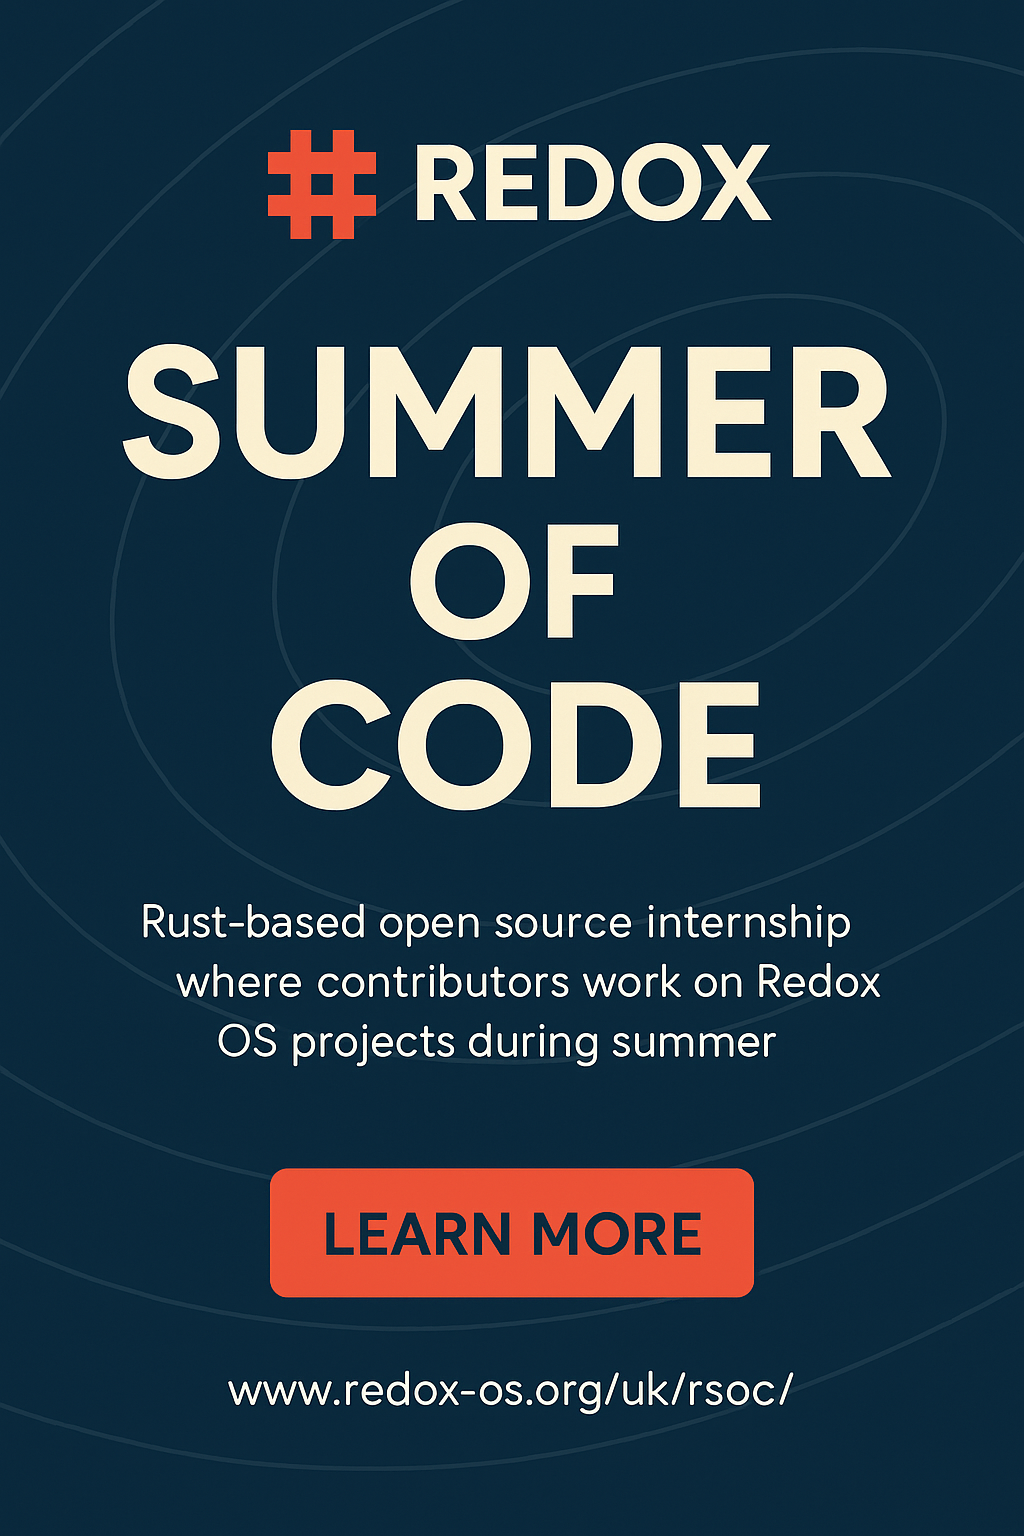 # REDOX
SUMMER
OF
CODE
Rust-based open source internship
where contributors work on Redox
OS projects during summer
LEARN MORE
www.redox-os.org/uk/rsoc/